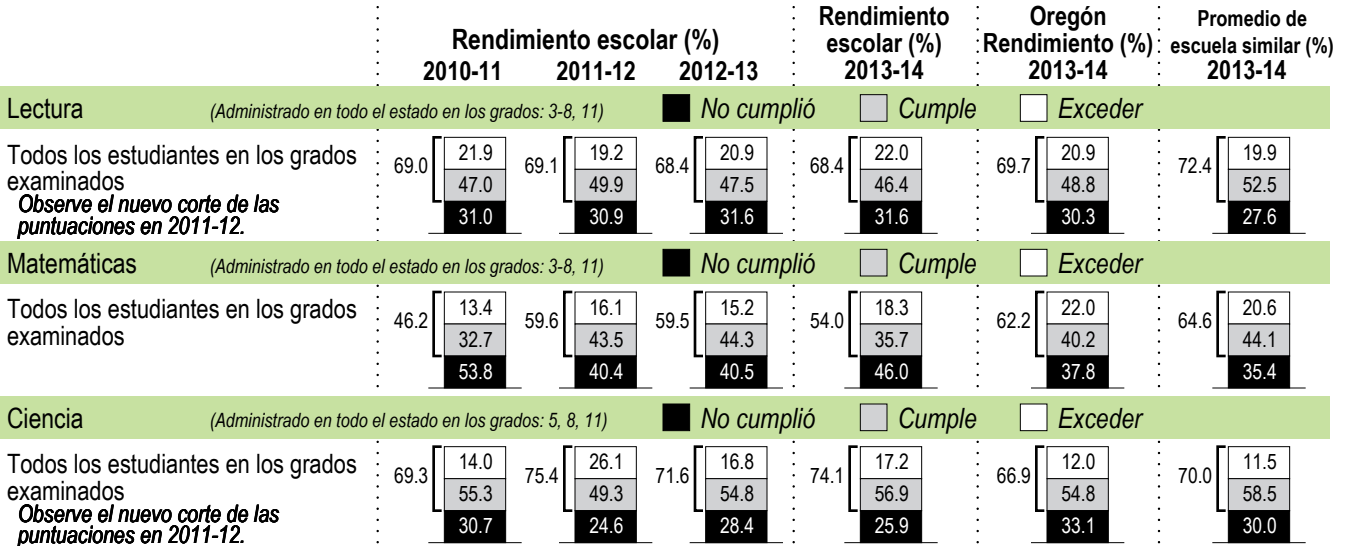 Rendimiento escolar (%)
2010-11 2011-12 2012-13
Rendimiento
escolar (%)
2013-14
Oregón
Rendimiento (%)
2013-14
Promedio de
escuela similar (%)
2013-14
Lectura (Administrado en todo el estado en los grados: 3-8, 11) No cumplió Cumple Exceder
Todos los estudiantes en los grados
examinados
Observe el nuevo corte de las
puntuaciones en 2011-12.
69.0 21.9 47.0 31.0
69.1 19.2 49.9 30.9
68.4 20.9 47.5 31.6
68.4 22.0 46.4 31.6
69.7 20.9 48.8 30.3
72.4 19.9 52.5 27.6
Matemáticas (Administrado en todo el estado en los grados: 3-8, 11) No cumplió Cumple Exceder
Todos los estudiantes en los grados
examinados
46.2 13.4 32.7 53.8
59.6 16.1 43.5 40.4
59.5 15.2 44.3 40.5
54.0 18.3 35.7 46.0
62.2 22.0 40.2 37.8
64.6 20.6 44.1 35.4
Ciencia (Administrado en todo el estado en los grados: 5, 8, 11) No cumplió Cumple Exceder
Todos los estudiantes en los grados
examinados
Observe el nuevo corte de las
puntuaciones en 2011-12.
69.3 14.0 55.3 30.7
75.4 26.1 49.3 24.6
71.6 16.8 54.8 28.4
74.1 17.2 56.9 25.9
66.9 12.0 54.8 33.1
70.0 11.5 58.5 30.0